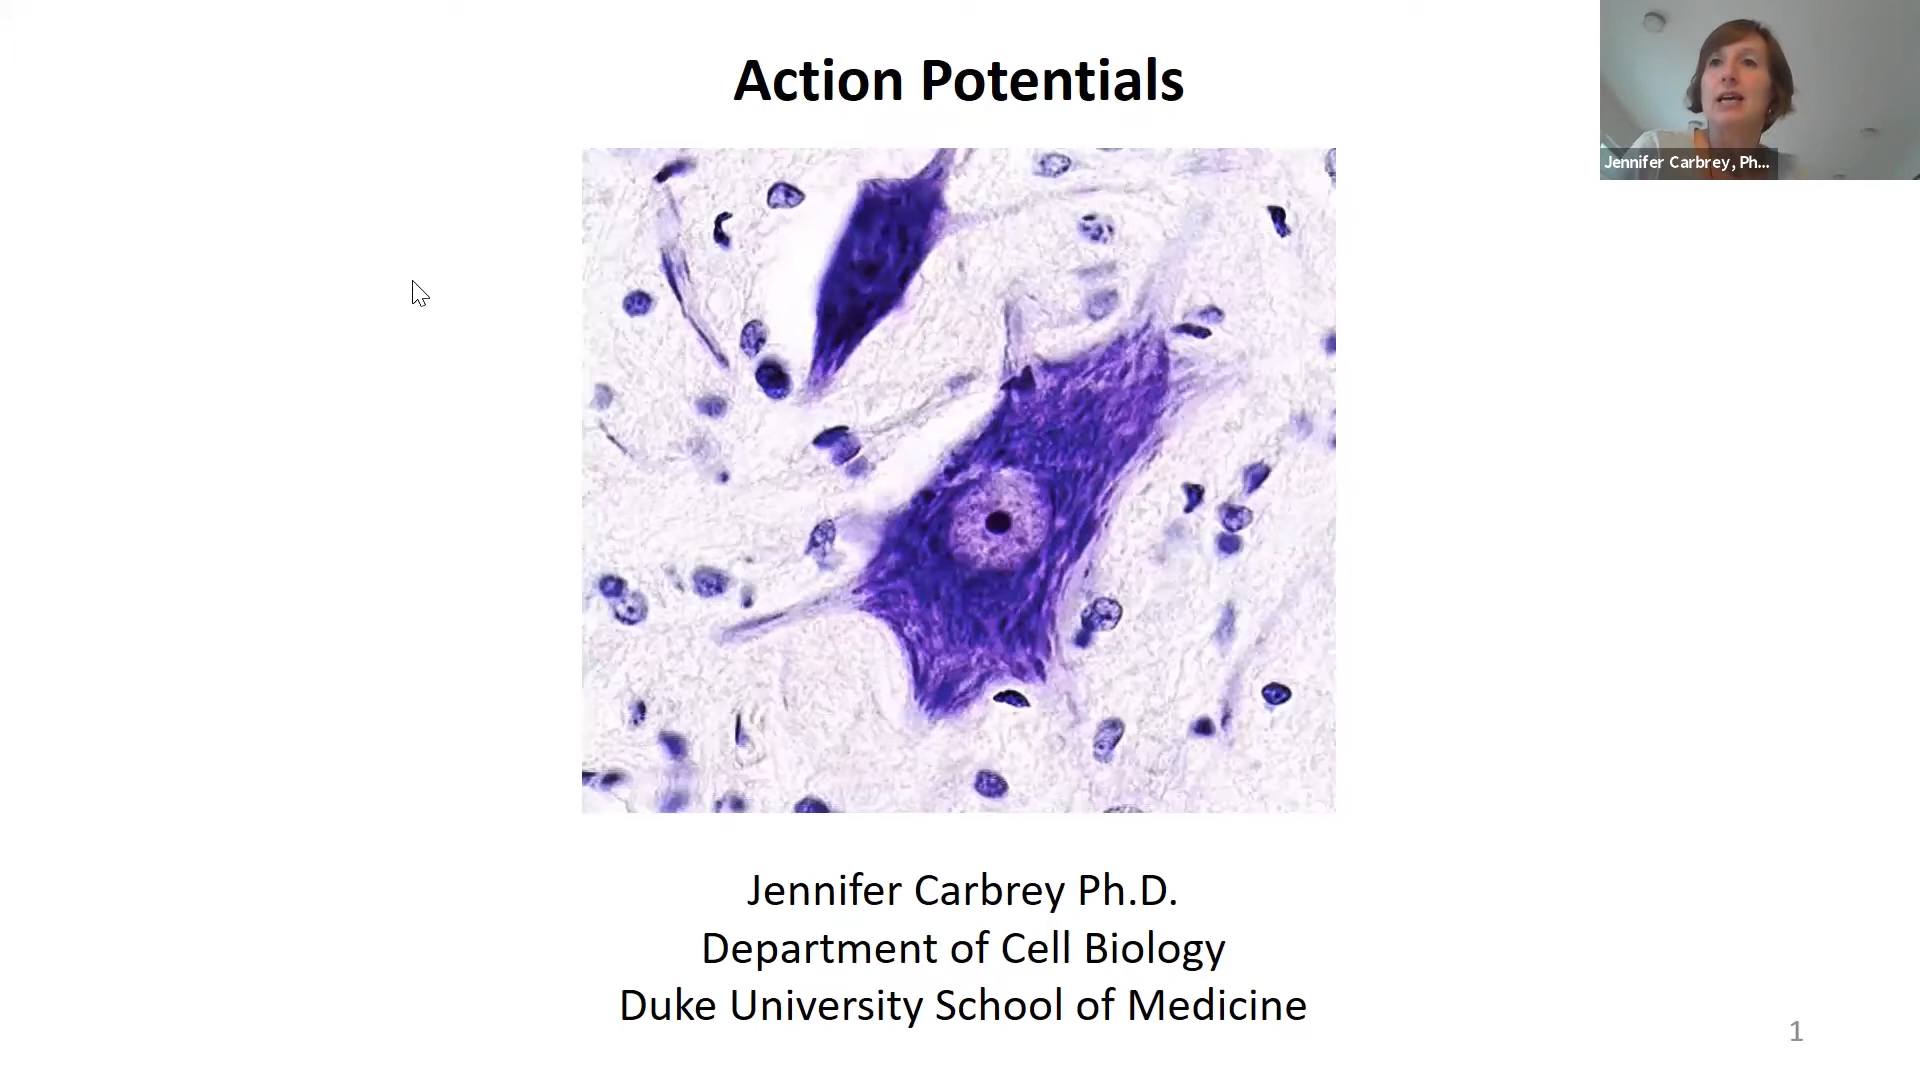 Action Potentials
Jennifer Carbrey, Ph...
Jennifer Carbrey Ph.D.
Department of Cell Biology
Duke University School of Medicine
1